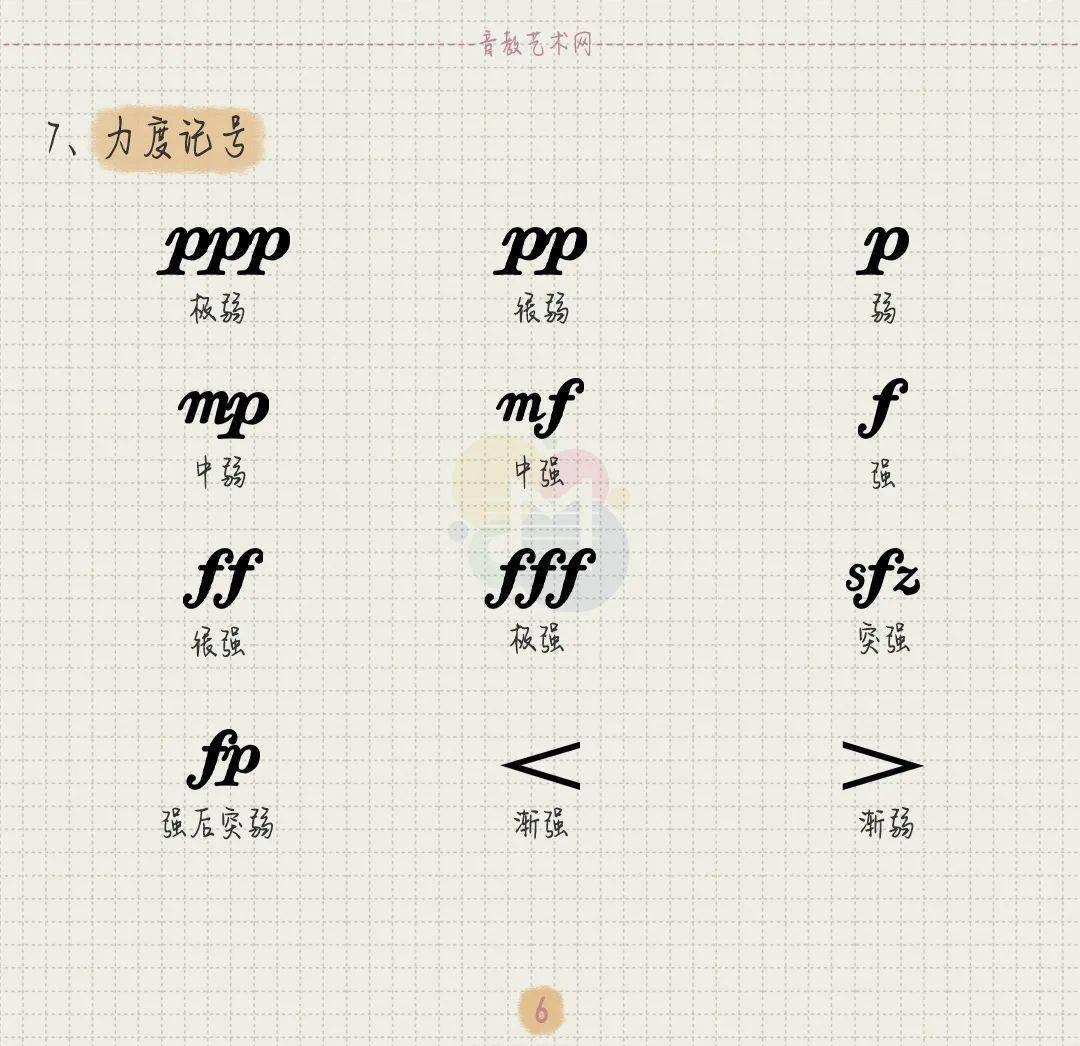 音教艺术网
7、力度记号
ppp pp p
极弱 很弱 弱
mp mf f
中弱 中强 强
ff fff sfz
很强 极强 突强
fp < >
强后突弱 渐强 渐弱
6